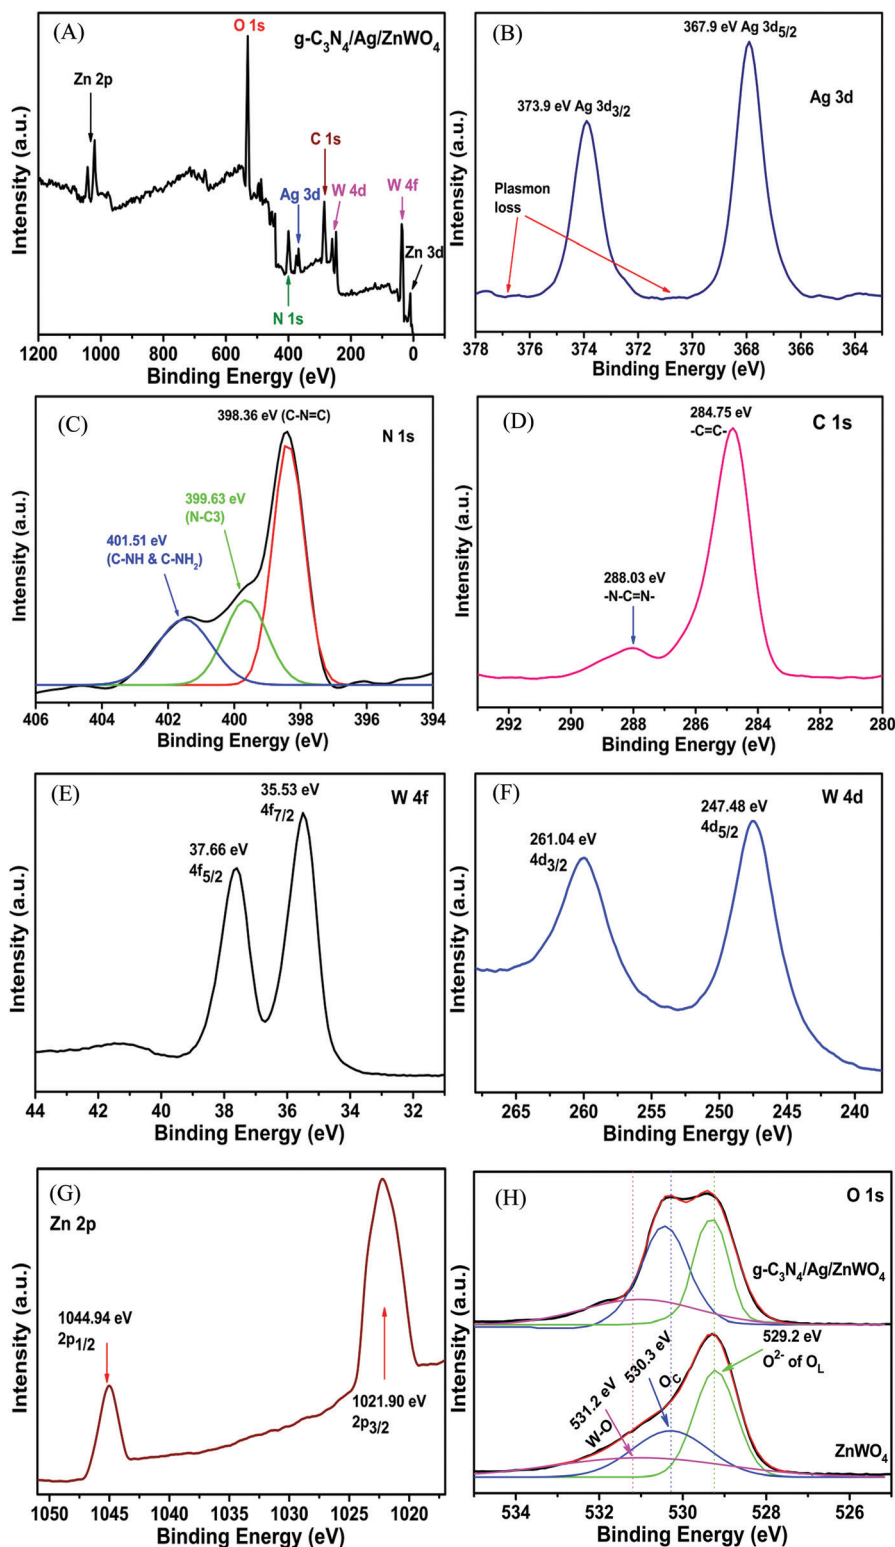 (A)
O 1s
g-C₃N₄/Ag/ZnWO₄
Zn 2p
C 1s
Ag 3d
W 4d
W 4f
Zn 3d
N 1s
Intensity (a.u.)
1200 1000 800 600 400 200 0
Binding Energy (eV)
(B)
367.9 eV Ag 3d5/2
Ag 3d
373.9 eV Ag 3d3/2
Plasmon
loss
Intensity (a.u.)
378 376 374 372 370 368 366 364
Binding Energy (eV)
(C)
398.36 eV (C-N=C)
N 1s
399.63 eV
(N-C3)
401.51 eV
(C-NH & C-NH₂)
Intensity (a.u.)
406 404 402 400 398 396 394
Binding Energy (eV)
(D)
284.75 eV
-C=C-
C 1s
288.03 eV
-N-C=N-
Intensity (a.u.)
292 290 288 286 284 282 280
Binding Energy (eV)
(E)
35.53 eV
4f7/2
W 4f
37.66 eV
4f5/2
Intensity (a.u.)
44 42 40 38 36 34 32
Binding Energy (eV)
(F)
W 4d
247.48 eV
4d5/2
261.04 eV
4d3/2
Intensity (a.u.)
265 260 255 250 245 240
Binding Energy (eV)
(G)
Zn 2p
1044.94 eV
2p1/2
1021.90 eV
2p3/2
Intensity (a.u.)
1050 1045 1040 1035 1030 1025 1020
Binding Energy (eV)
(H)
O 1s
g-C₃N₄/Ag/ZnWO₄
529.2 eV
O²⁻ of O_L
530.3 eV
O_C
531.2 eV
W-O
ZnWO₄
Intensity (a.u.)
534 532 530 528 526
Binding Energy (eV)